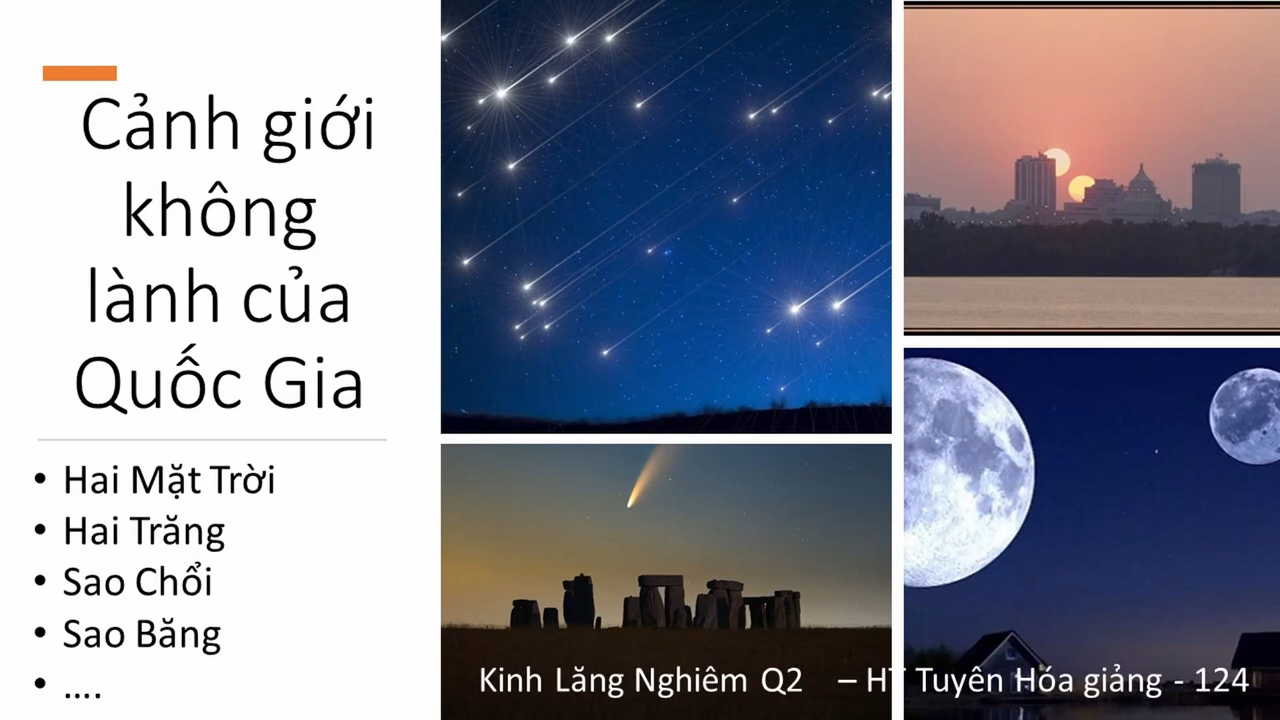 Cảnh giới
không
lành của
Quốc Gia
• Hai Mặt Trời
• Hai Trăng
• Sao Chổi
• Sao Băng
• ....
Kinh Lăng Nghiêm Q2 – HT Tuyên Hóa giảng - 124